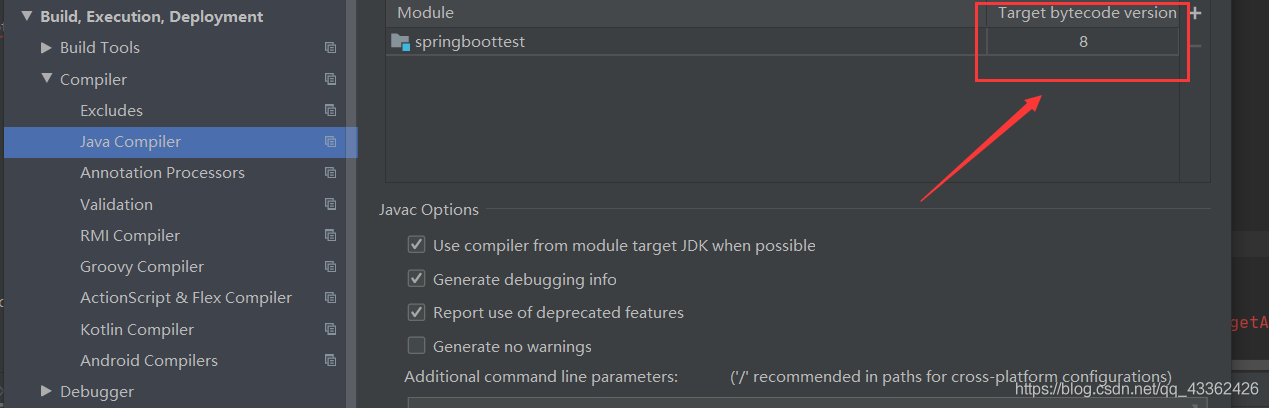 Build, Execution, Deployment
Build Tools
Compiler
Excludes
Java Compiler
Annotation Processors
Validation
RMI Compiler
Groovy Compiler
ActionScript & Flex Compiler
Kotlin Compiler
Android Compilers
Debugger
Module
Target bytecode version
springboottest
8
Javac Options
Use compiler from module target JDK when possible
Generate debugging info
Report use of deprecated features
Generate no warnings
Additional command line parameters:
('/' recommended in paths for cross-platform configurations)
getA
https://blog.csdn.net/qq_43362426